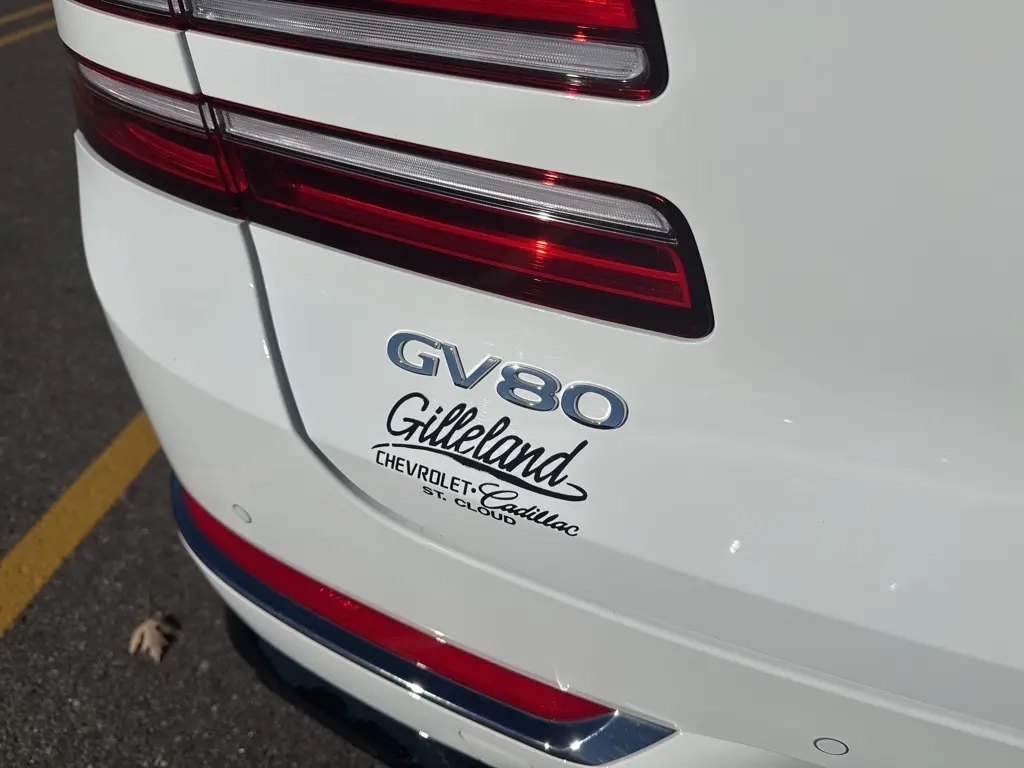 GV80
Gilleland
CHEVROLET • Cadillac
ST. CLOUD